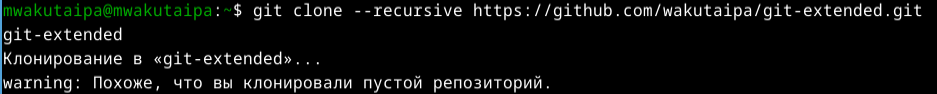 mwakutaipa@mwakutaipa:~$ git clone --recursive https://github.com/wakutaipa/git-extended.git
git-extended
Клонирование в «git-extended»...
warning: Похоже, что вы клонировали пустой репозиторий.